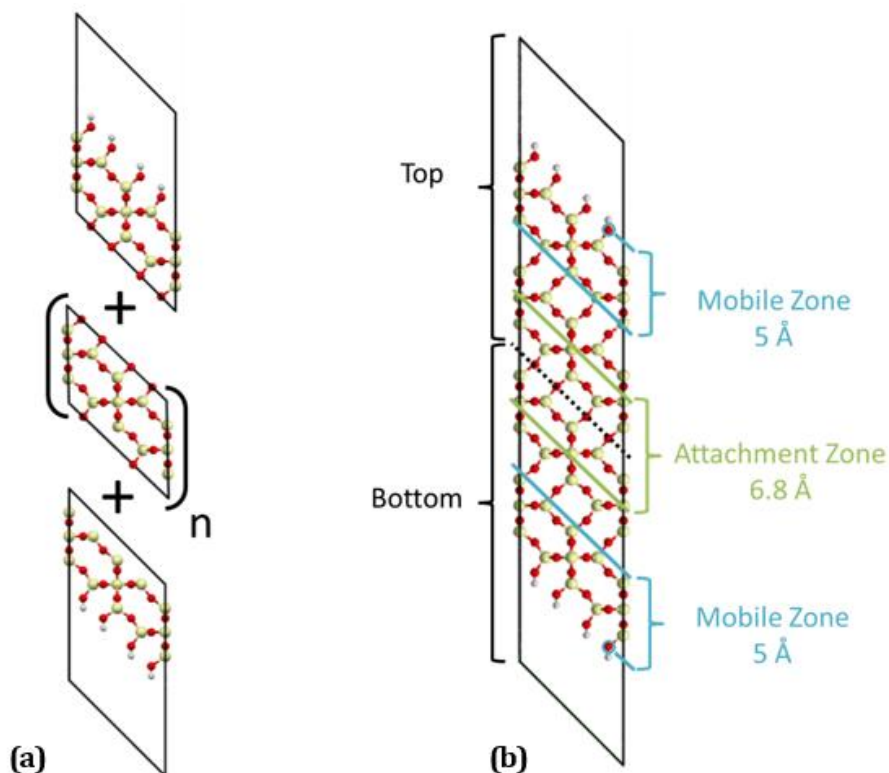 +
+
n
(a)
Top
Bottom
Mobile Zone
5 Å
Attachment Zone
6.8 Å
Mobile Zone
5 Å
(b)